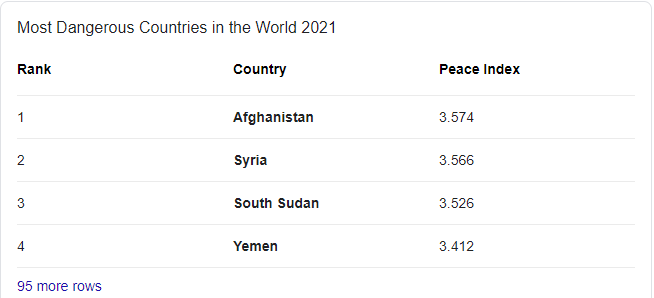 Most Dangerous Countries in the World 2021
Rank Country Peace Index
1 Afghanistan 3.574
2 Syria 3.566
3 South Sudan 3.526
4 Yemen 3.412
95 more rows